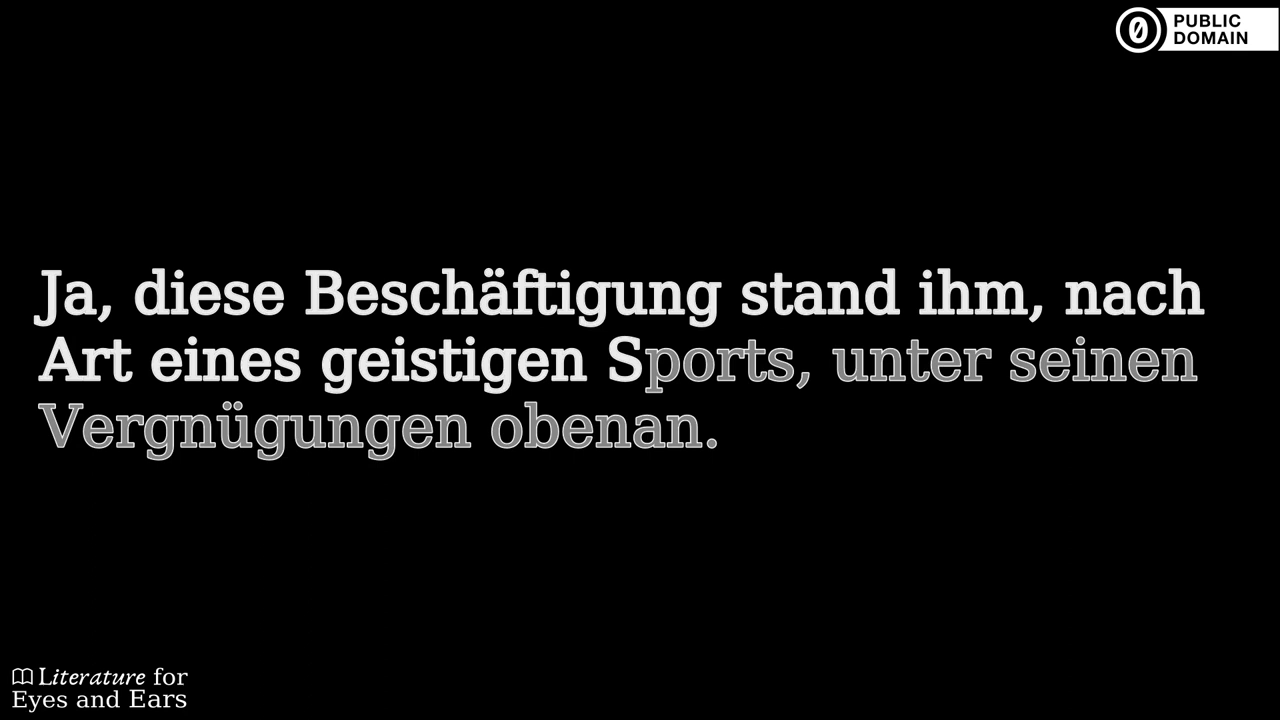 PUBLIC
DOMAIN
Ja, diese Beschäftigung stand ihm, nach
Art eines geistigen Sports, unter seinen
Vergnügungen obenan.
Literature for
Eyes and Ears